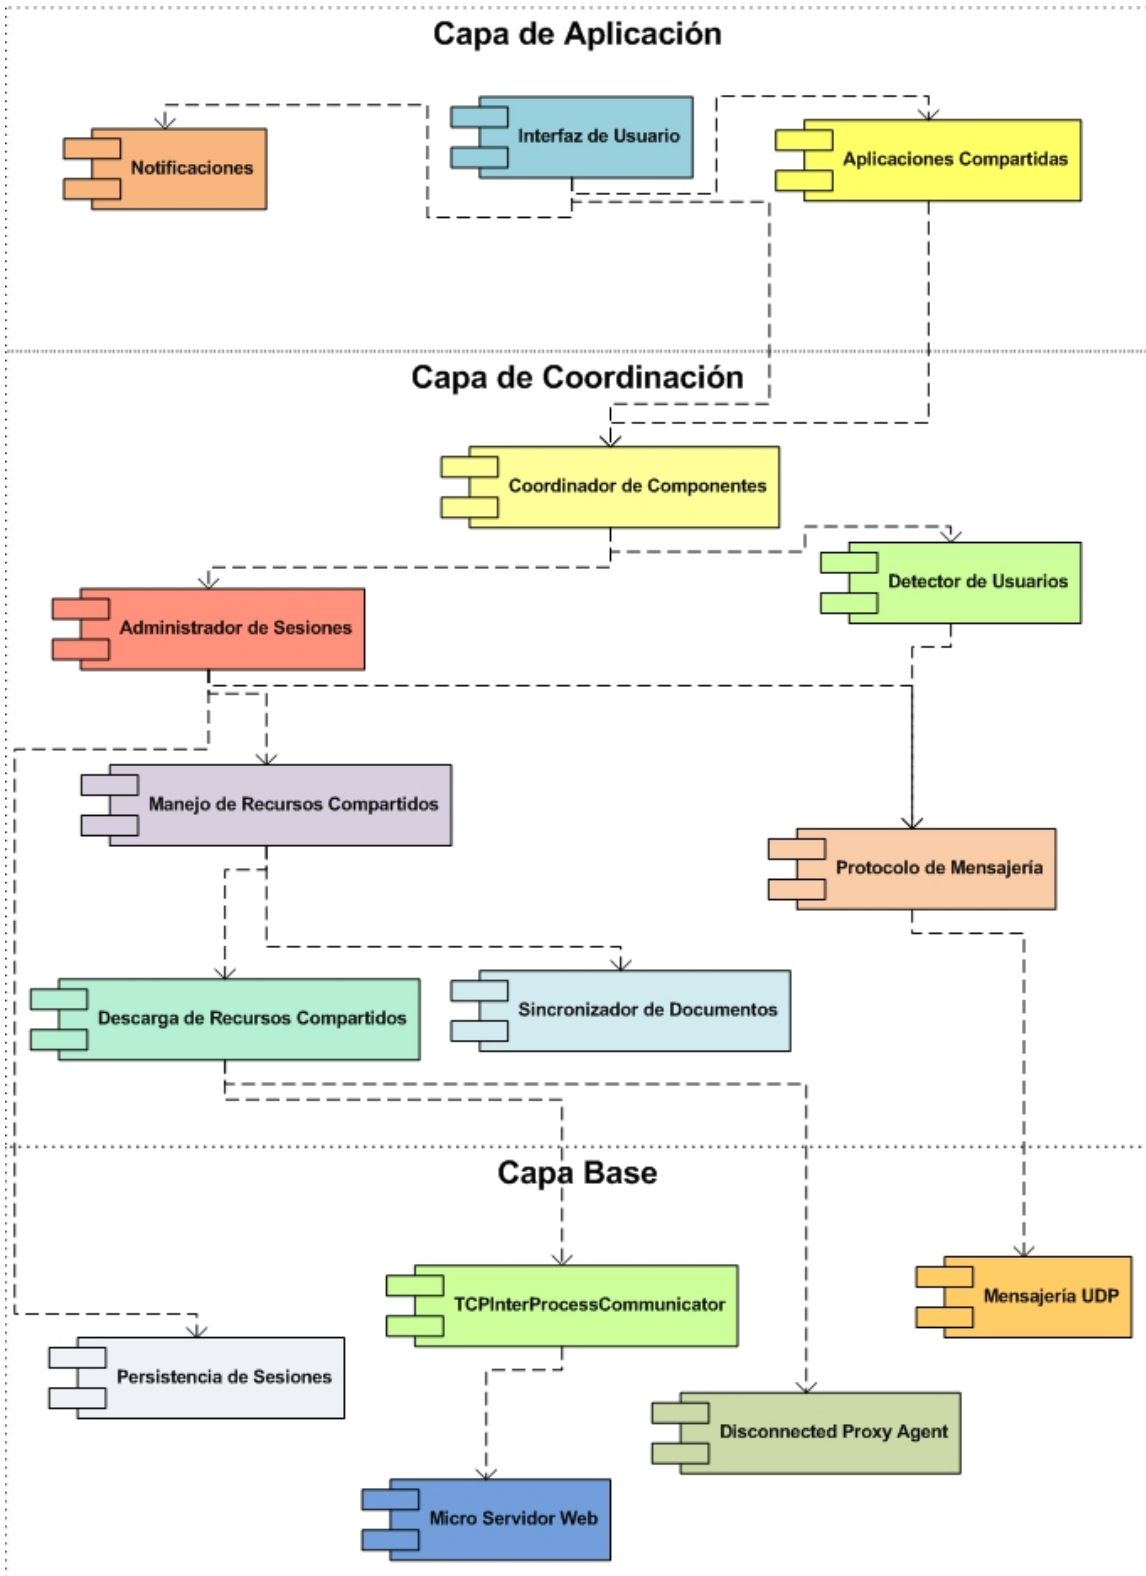 Capa de Aplicación
Interfaz de Usuario
Notificaciones
Aplicaciones Compartidas
Capa de Coordinación
Coordinador de Componentes
Detector de Usuarios
Administrador de Sesiones
Manejo de Recursos Compartidos
Protocolo de Mensajería
Descarga de Recursos Compartidos
Sincronizador de Documentos
Capa Base
TCPInterProcessCommunicator
Mensajería UDP
Persistencia de Sesiones
Disconnected Proxy Agent
Micro Servidor Web